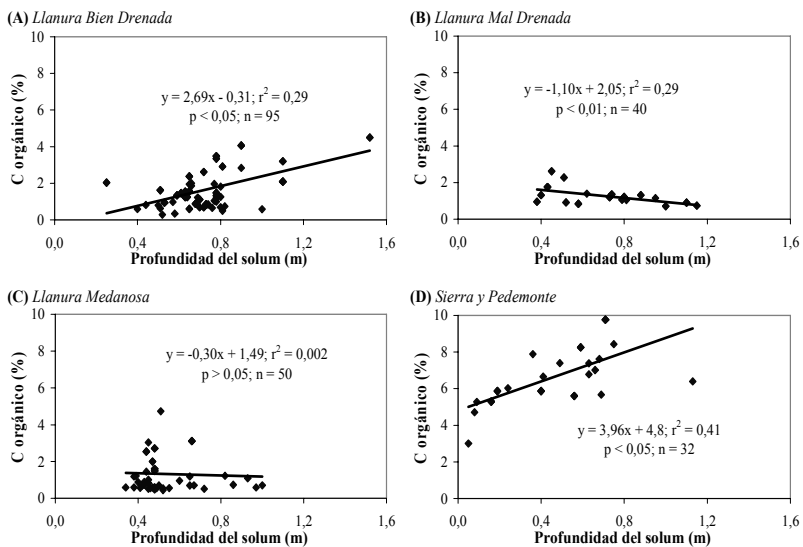 (A) Llanura Bien Drenada
10
8
6
4
2
0
C orgánico (%)
y = 2,69x - 0,31; r² = 0,29
p < 0,05; n = 95
0,0 0,4 0,8 1,2 1,6
Profundidad del solum (m)
(B) Llanura Mal Drenada
10
8
6
4
2
0
C orgánico (%)
y = -1,10x + 2,05; r² = 0,29
p < 0,01; n = 40
0,0 0,4 0,8 1,2 1,6
Profundidad del solum (m)
(C) Llanura Medanosa
10
8
6
4
2
0
C orgánico (%)
y = -0,30x + 1,49; r² = 0,002
p > 0,05; n = 50
0,0 0,4 0,8 1,2 1,6
Profundidad del solum (m)
(D) Sierra y Pedemonte
10
8
6
4
2
0
C orgánico (%)
y = 3,96x + 4,8; r² = 0,41
p < 0,05; n = 32
0,0 0,4 0,8 1,2 1,6
Profundidad del solum (m)